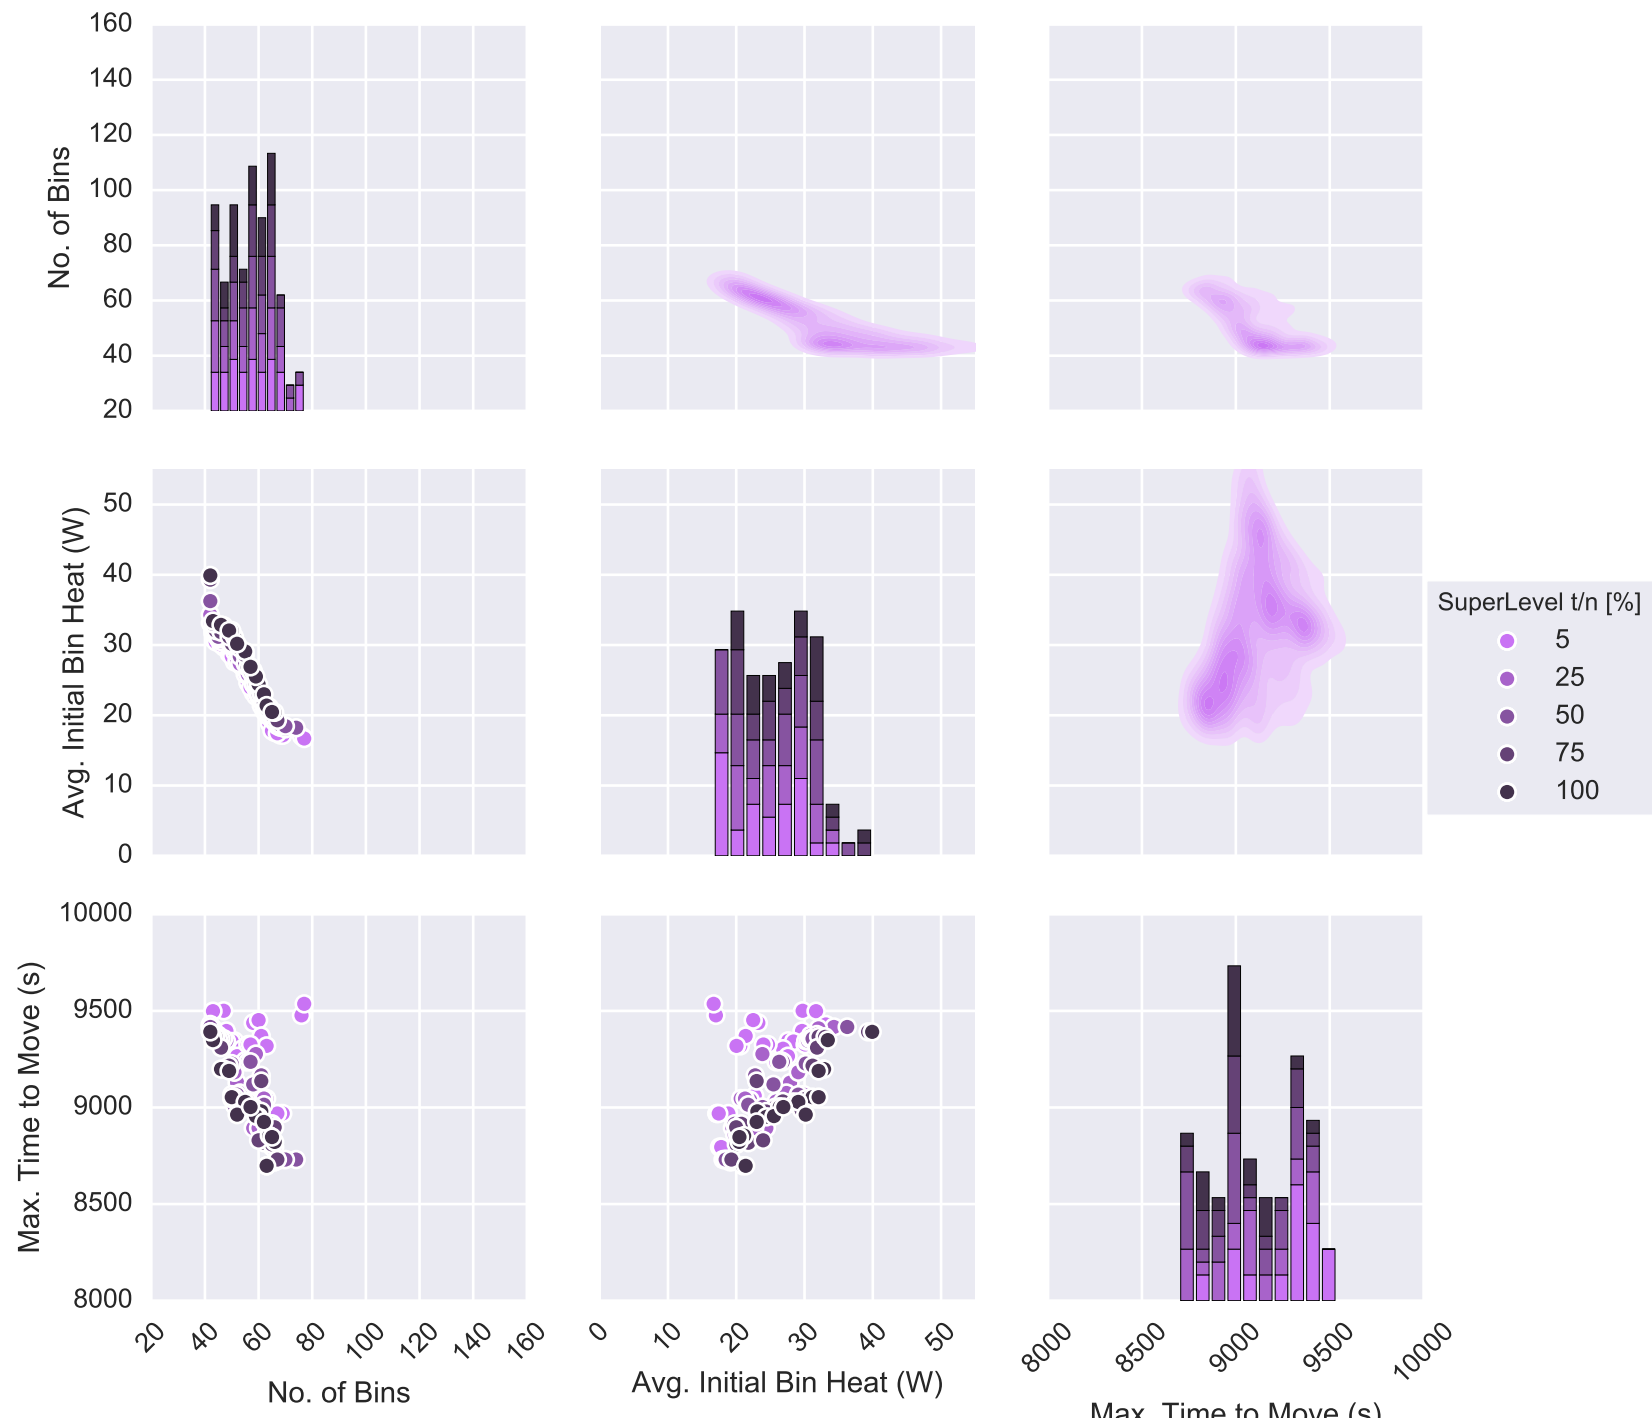 160
140
120
100
80
60
40
20
No. of Bins
50
40
30
20
10
0
Avg. Initial Bin Heat (W)
SuperLevel t/n [%]
5
25
50
75
100
10000
9500
9000
8500
8000
Max. Time to Move (s)
20 40 60 80 100 120 140 160
0 10 20 30 40 50
8000 8500 9000 9500 10000
No. of Bins
Avg. Initial Bin Heat (W)
Max. Time to Move (s)